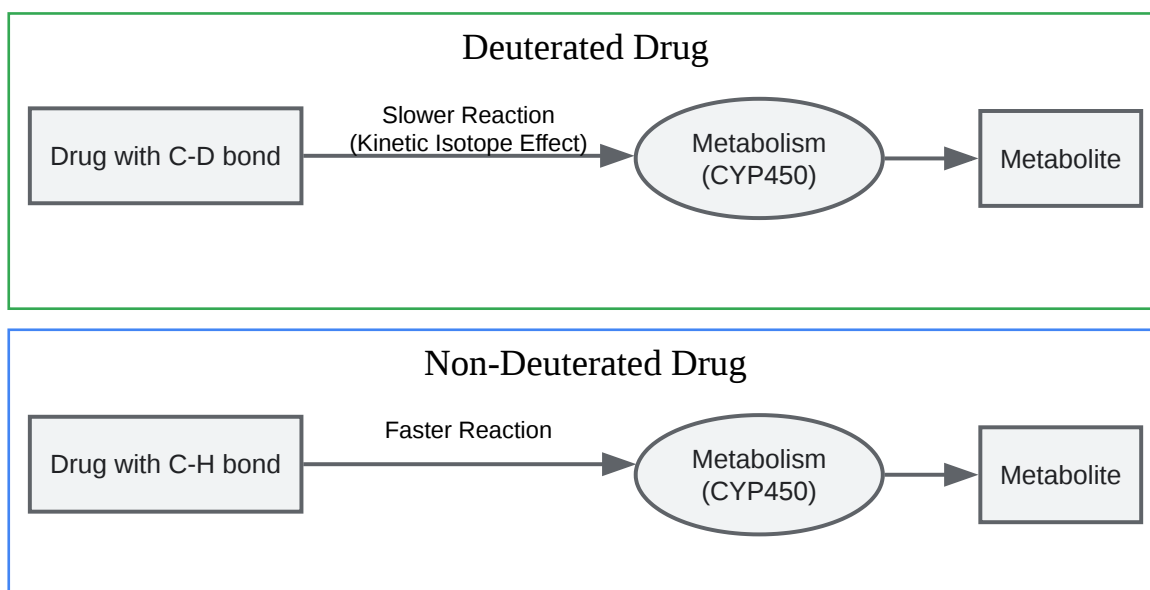 Deuterated Drug
Drug with C-D bond
Slower Reaction
(Kinetic Isotope Effect)
Metabolism
(CYP450)
Metabolite
Non-Deuterated Drug
Drug with C-H bond
Faster Reaction
Metabolism
(CYP450)
Metabolite